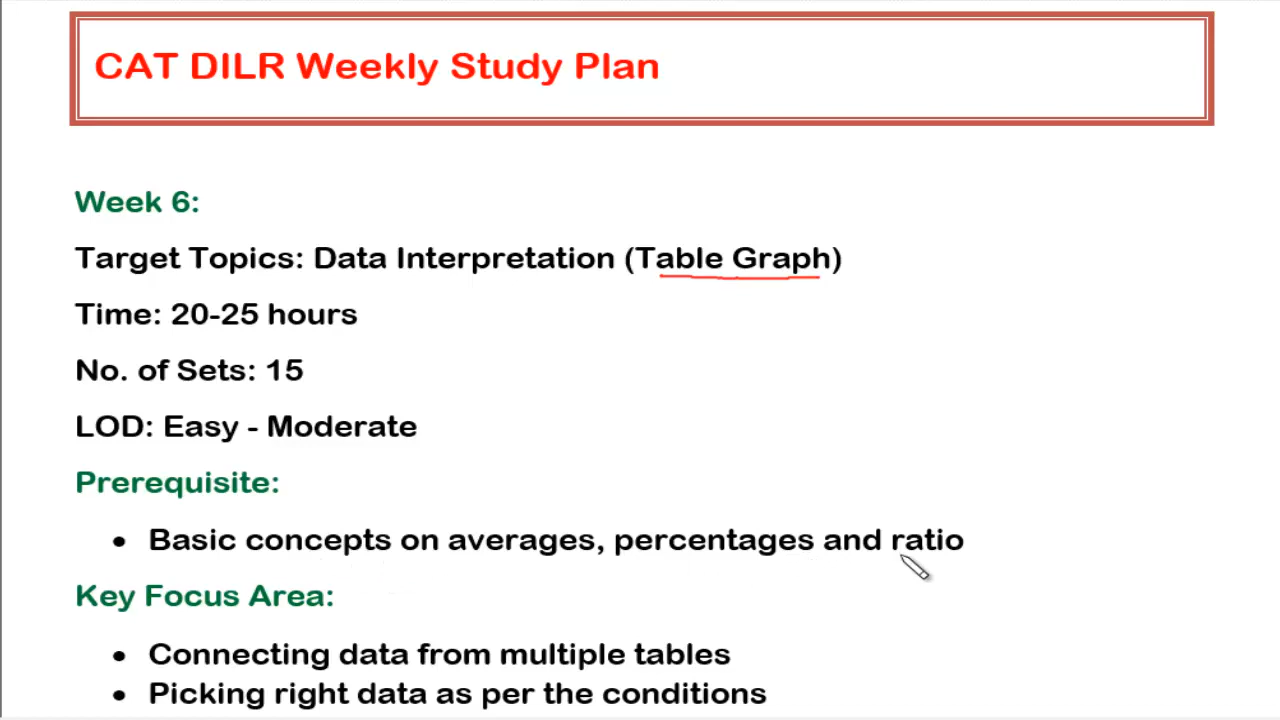 CAT DILR Weekly Study Plan
Week 6:
Target Topics: Data Interpretation (Table Graph)
Time: 20-25 hours
No. of Sets: 15
LOD: Easy - Moderate
Prerequisite:
• Basic concepts on averages, percentages and ratio
Key Focus Area:
• Connecting data from multiple tables
• Picking right data as per the conditions